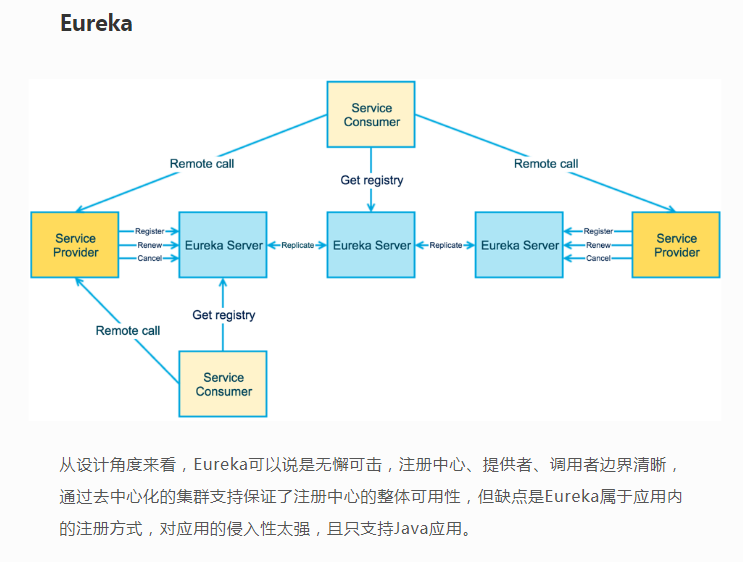 Eureka
Service
Consumer
Remote call
Remote call
Get registry
Service
Provider
Register
Renew
Cancel
Eureka Server
Replicate
Eureka Server
Replicate
Eureka Server
Register
Renew
Cancel
Service
Provider
Get registry
Remote call
Service
Consumer
从设计角度来看，Eureka可以说是无懈可击，注册中心、提供者、调用者边界清晰，
通过去中心化的集群支持保证了注册中心的整体可用性，但缺点是Eureka属于应用内
的注册方式，对应用的侵入性太强，且只支持Java应用。